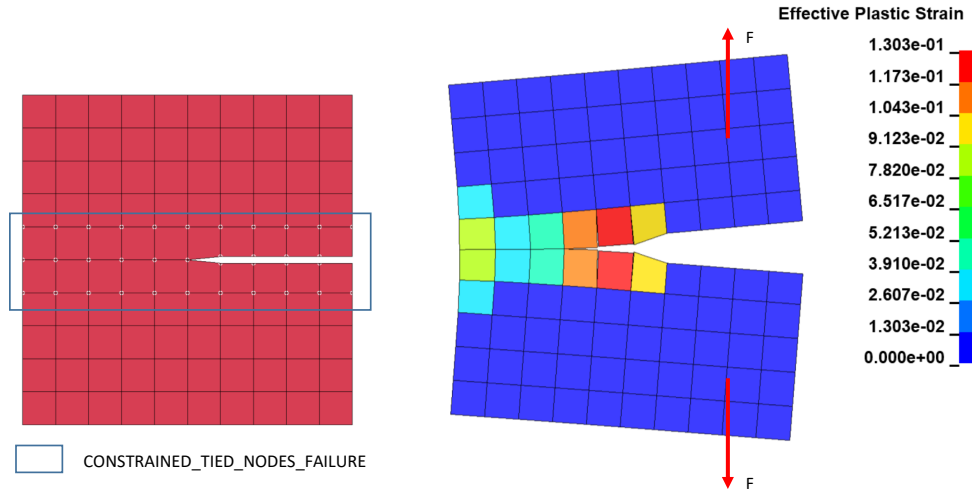 Effective Plastic Strain
F
1.303e-01
1.173e-01
1.043e-01
9.123e-02
7.820e-02
6.517e-02
5.213e-02
3.910e-02
2.607e-02
1.303e-02
0.000e+00
CONSTRAINED_TIED_NODES_FAILURE
F